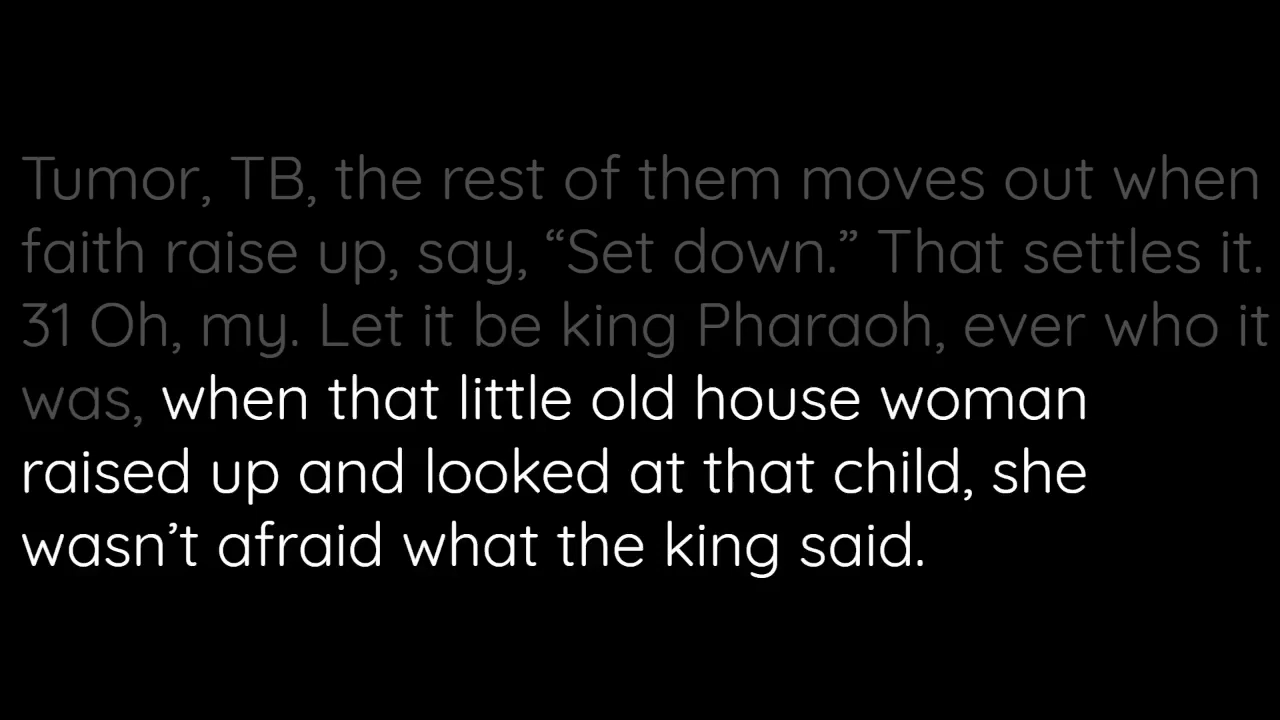 Tumor, TB, the rest of them moves out when
faith raise up, say, “Set down.” That settles it.
31 Oh, my. Let it be king Pharaoh, ever who it
was, when that little old house woman
raised up and looked at that child, she
wasn’t afraid what the king said.